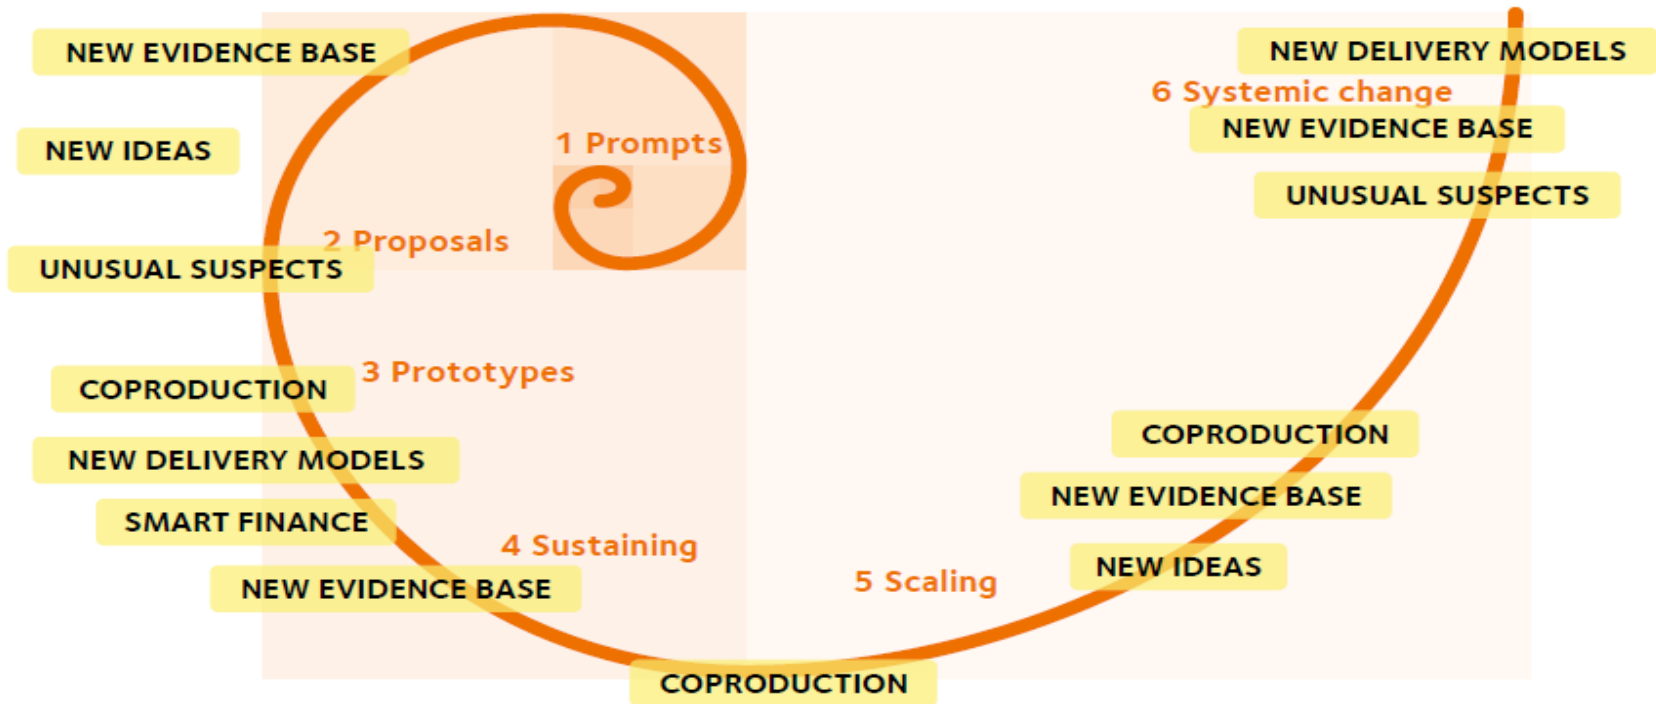 NEW EVIDENCE BASE
NEW IDEAS
1 Prompts
2 Proposals
UNUSUAL SUSPECTS
3 Prototypes
COPRODUCTION
NEW DELIVERY MODELS
SMART FINANCE
4 Sustaining
NEW EVIDENCE BASE
COPRODUCTION
5 Scaling
NEW IDEAS
NEW EVIDENCE BASE
COPRODUCTION
NEW DELIVERY MODELS
6 Systemic change
NEW EVIDENCE BASE
UNUSUAL SUSPECTS